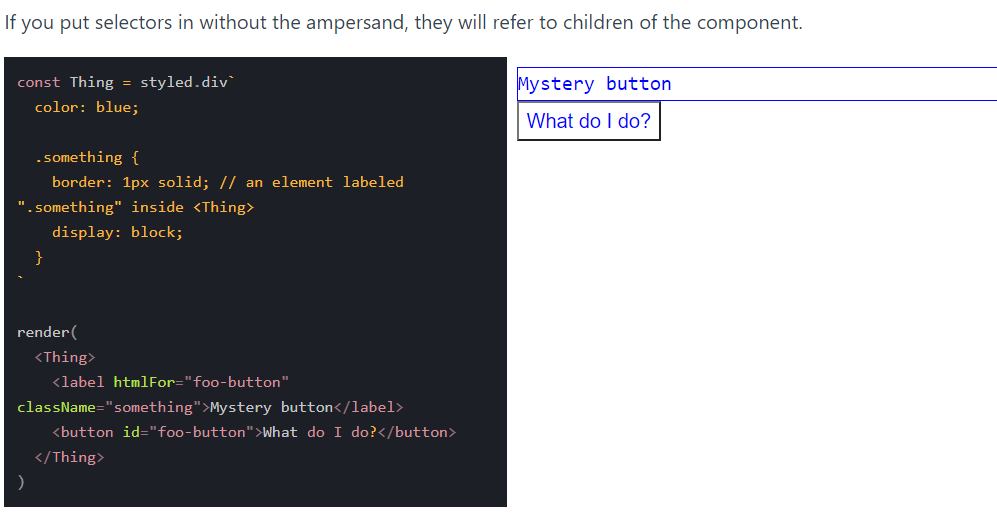 If you put selectors in without the ampersand, they will refer to children of the component.
const Thing = styled.div`
  color: blue;

  .something {
    border: 1px solid; // an element labeled
".something" inside <Thing>
    display: block;
  }
`

render(
  <Thing>
    <label htmlFor="foo-button"
className="something">Mystery button</label>
    <button id="foo-button">What do I do?</button>
  </Thing>
)
Mystery button
What do I do?